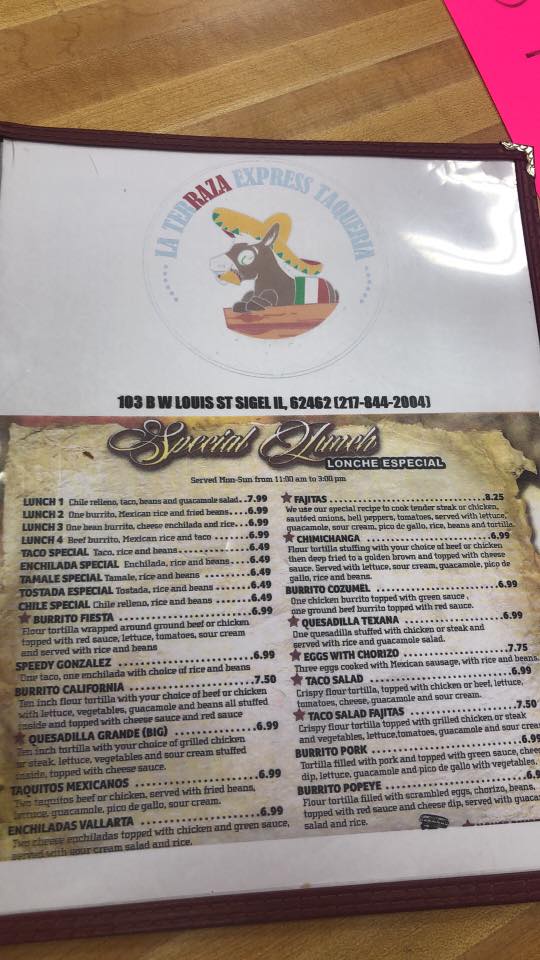 LA TERRAZA EXPRESS TAQUERIA
103 B W LOUIS ST SIGEL IL, 62462 (217-844-2004)
Special Lunch
LONCHE ESPECIAL
Served Mon-Sun from 11:00 am to 3:00 pm
LUNCH 1 Chile relleno, taco, beans and guacamole salad..7.99
LUNCH 2 One burrito, Mexican rice and fried beans....6.99
LUNCH 3 One bean burrito, cheese enchilada and rice...6.99
LUNCH 4 Beef burrito, Mexican rice and taco............6.99
TACO SPECIAL Taco, rice and beans....................6.49
ENCHILADA SPECIAL Enchilada, rice and beans.......6.49
TAMALE SPECIAL Tamale, rice and beans.............6.49
TOSTADA ESPECIAL Tostada, rice and beans.........6.49
CHILE SPECIAL Chile relleno, rice and beans..........6.49
BURRITO FIESTA ..............................6.99
Flour tortilla wrapped around ground beef or chicken
topped with red sauce, lettuce, tomatoes, sour cream
and served with rice and beans
SPEEDY GONZALEZ ..............................6.99
One taco, one enchilada with choice of rice and beans
BURRITO CALIFORNIA ..............................7.50
Ten inch flour tortilla with your choice of beef or chicken
with lettuce, vegetables, guacamole and beans all stuffed
inside and topped with cheese sauce and red sauce
QUESADILLA GRANDE (BIG) ......................6.99
Ten inch tortilla with your choice of grilled chicken
or steak, lettuce, vegetables and sour cream stuffed
inside, topped with cheese sauce.
TAQUITOS MEXICANOS ..............................6.99
Two taquitos beef or chicken, served with fried beans,
lettuce, guacamole, pico de gallo, sour cream.
ENCHILADAS VALLARTA ..............................6.99
Two cheese enchiladas topped with chicken and green sauce,
served with sour cream salad and rice.
FAJITAS ..............................8.25
We use our special recipe to cook tender steak or chicken,
sautéed onions, bell peppers, tomatoes, served with lettuce,
guacamole, sour cream, pico de gallo, rice, beans and tortilla.
CHIMICHANGA ..............................6.99
Flour tortilla stuffing with your choice of beef or chicken
then deep fried to a golden brown and topped with cheese
sauce. Served with lettuce, sour cream, guacamole, pico de
gallo, rice and beans.
BURRITO COZUMEL ..............................6.99
One chicken burrito topped with green sauce,
one ground beef burrito topped with red sauce.
QUESADILLA TEXANA ..............................6.99
One quesadilla stuffed with chicken or steak and
served with rice and guacamole salad.
EGGS WITH CHORIZO ..............................7.75
Three eggs cooked with Mexican sausage, with rice and beans
TACO SALAD ..............................6.99
Crispy flour tortilla, topped with chicken or beef, lettuce,
tomatoes, cheese, guacamole and sour cream.
TACO SALAD FAJITAS ..............................7.50
Crispy flour tortilla topped with grilled chicken or steak
and vegetables, lettuce,tomatoes, guacamole and sour cream
BURRITO PORK ..............................6.99
Tortilla filled with pork and topped with green sauce,
dip, lettuce, guacamole and pico de gallo with vegetables.
BURRITO POPEYE ..............................6.9
Flour tortilla filled with scrambled eggs, chorizo, beans,
topped with red sauce and cheese dip, served with
salad and rice.